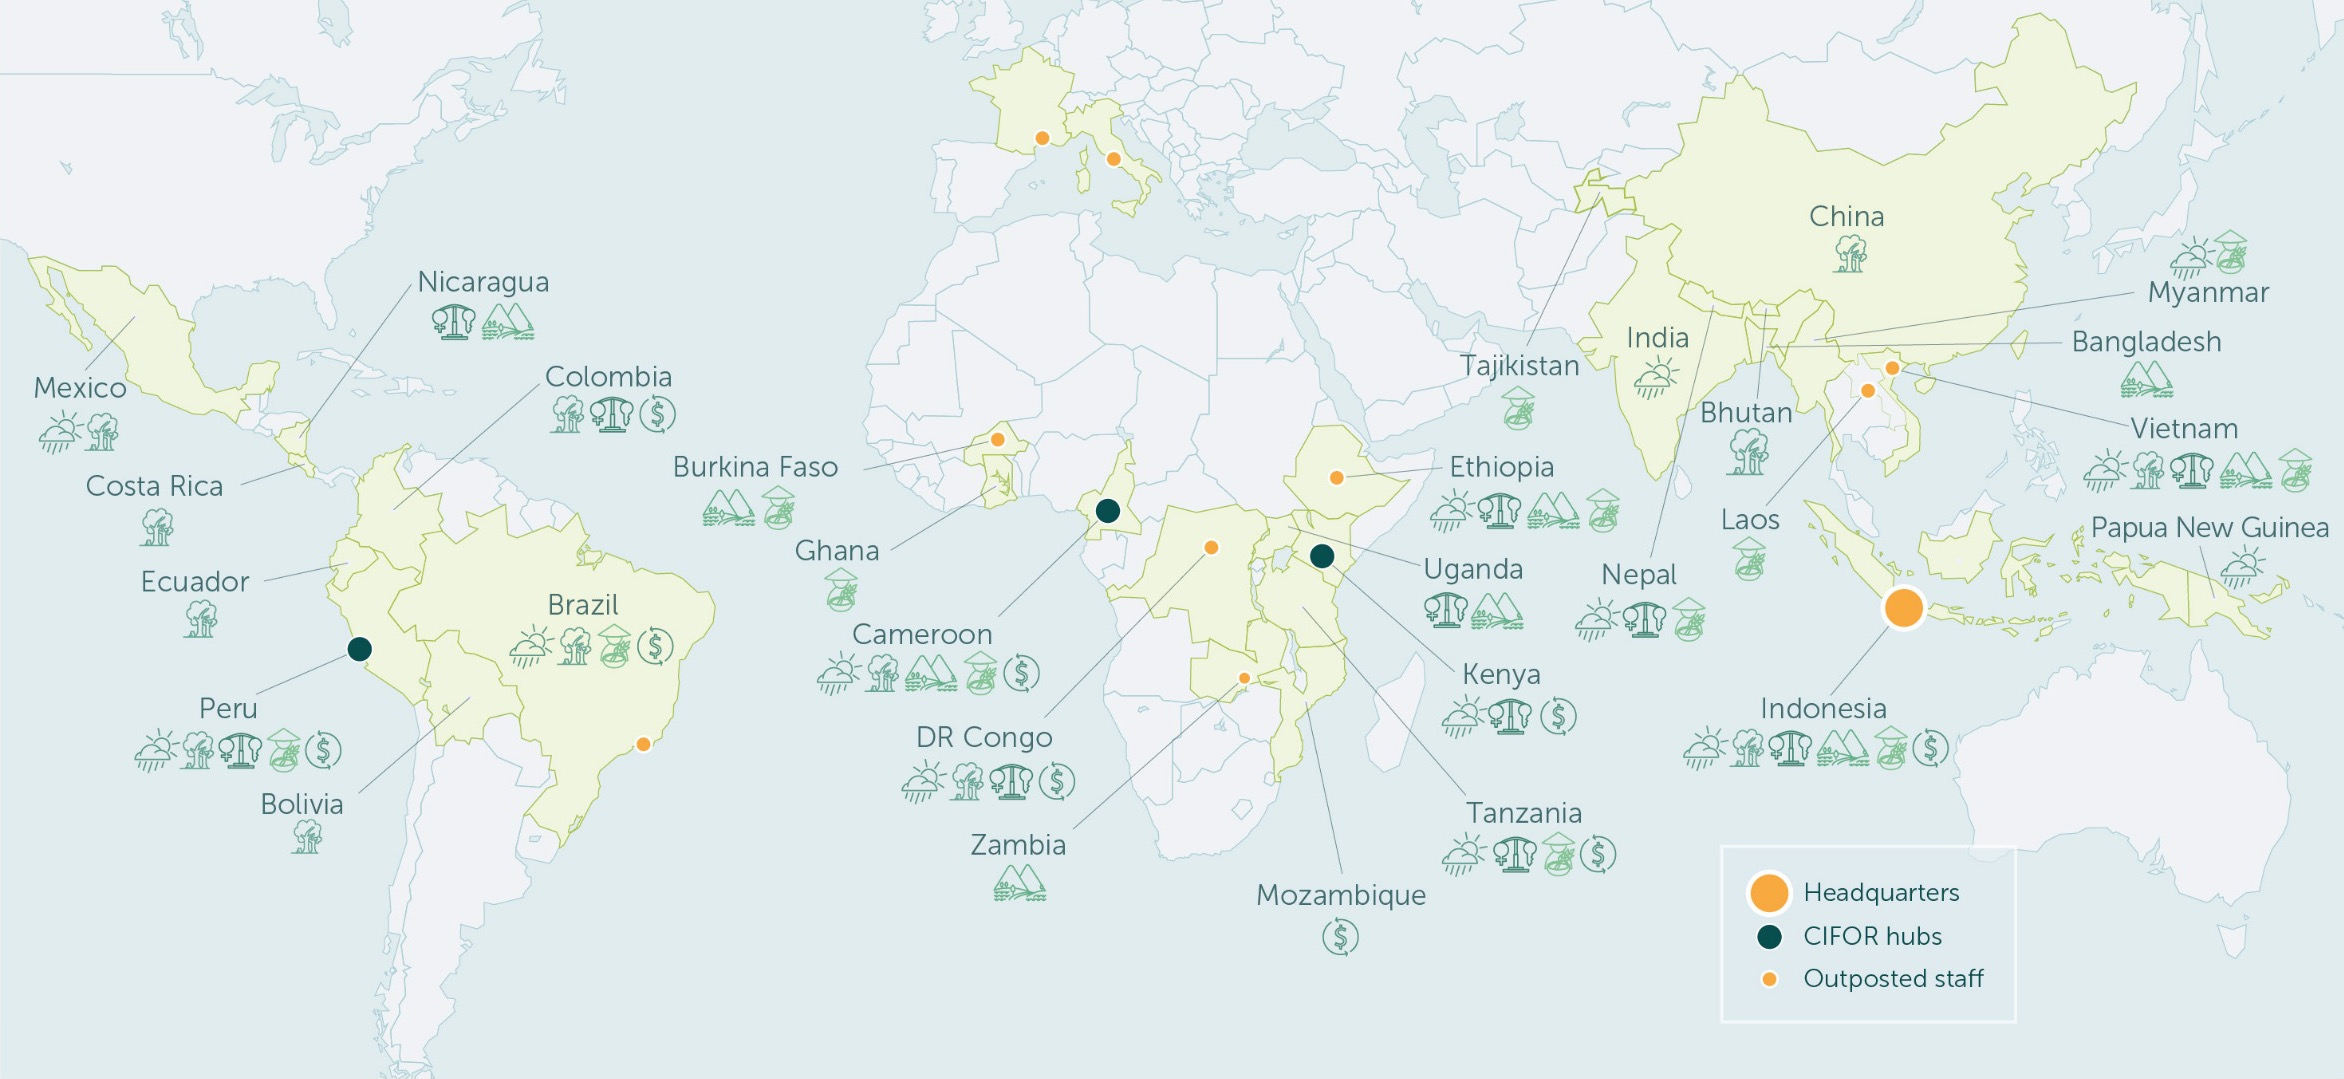 China
Nicaragua
Myanmar
India
Bangladesh
Tajikistan
Colombia
Mexico
Bhutan
Vietnam
Burkina Faso
Ethiopia
Costa Rica
Laos
Papua New Guinea
Ghana
Uganda
Nepal
Ecuador
Brazil
Cameroon
Kenya
Peru
Indonesia
DR Congo
Bolivia
Tanzania
Zambia
Mozambique
Headquarters
CIFOR hubs
Outposted staff